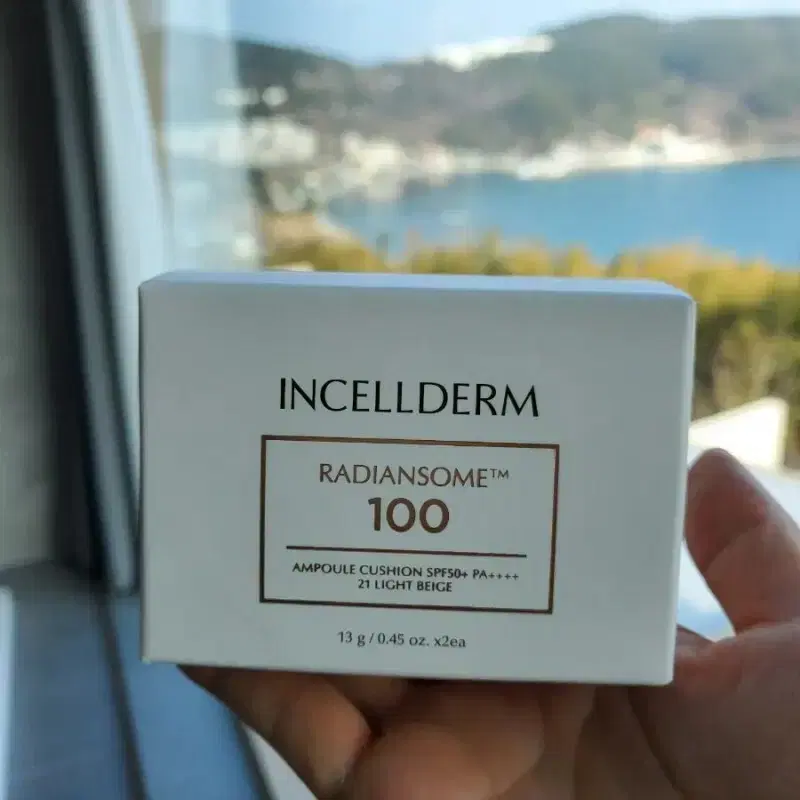 INCELLDERM
RADIANSOME™
100
AMPOULE CUSHION SPF50+ PA++++
21 LIGHT BEIGE
13 g / 0.45 oz. x2ea